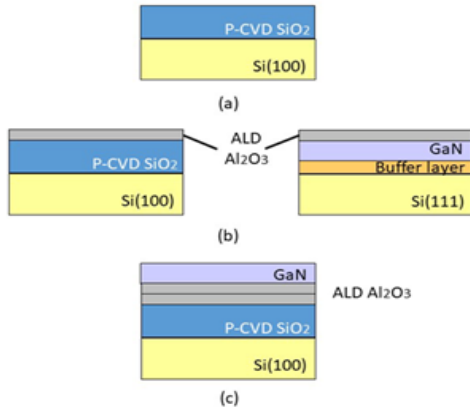 P-CVD SiO₂
Si(100)
(a)
ALD
Al₂O₃
P-CVD SiO₂
Si(100)
GaN
Buffer layer
Si(111)
(b)
GaN
ALD Al₂O₃
P-CVD SiO₂
Si(100)
(c)